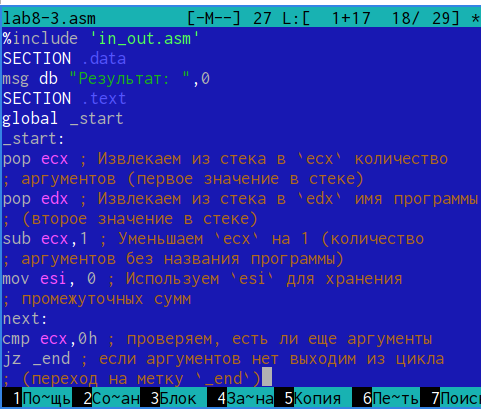 lab8-3.asm [-M--] 27 L:[ 1+17 18/ 29] *
%include 'in_out.asm'
SECTION .data
msg db "Результат: ",0
SECTION .text
global _start
_start:
pop ecx ; Извлекаем из стека в `ecx` количество
; аргументов (первое значение в стеке)
pop edx ; Извлекаем из стека в `edx` имя программы
; (второе значение в стеке)
sub ecx,1 ; Уменьшаем `ecx` на 1 (количество
; аргументов без названия программы)
mov esi, 0 ; Используем `esi` для хранения
; промежуточных сумм
next:
cmp ecx,0h ; проверяем, есть ли еще аргументы
jz _end ; если аргументов нет выходим из цикла
; (переход на метку `_end`)
1По~щь 2Со~ан 3Блок 4За~на 5Копия 6Пе~ть 7Поиск